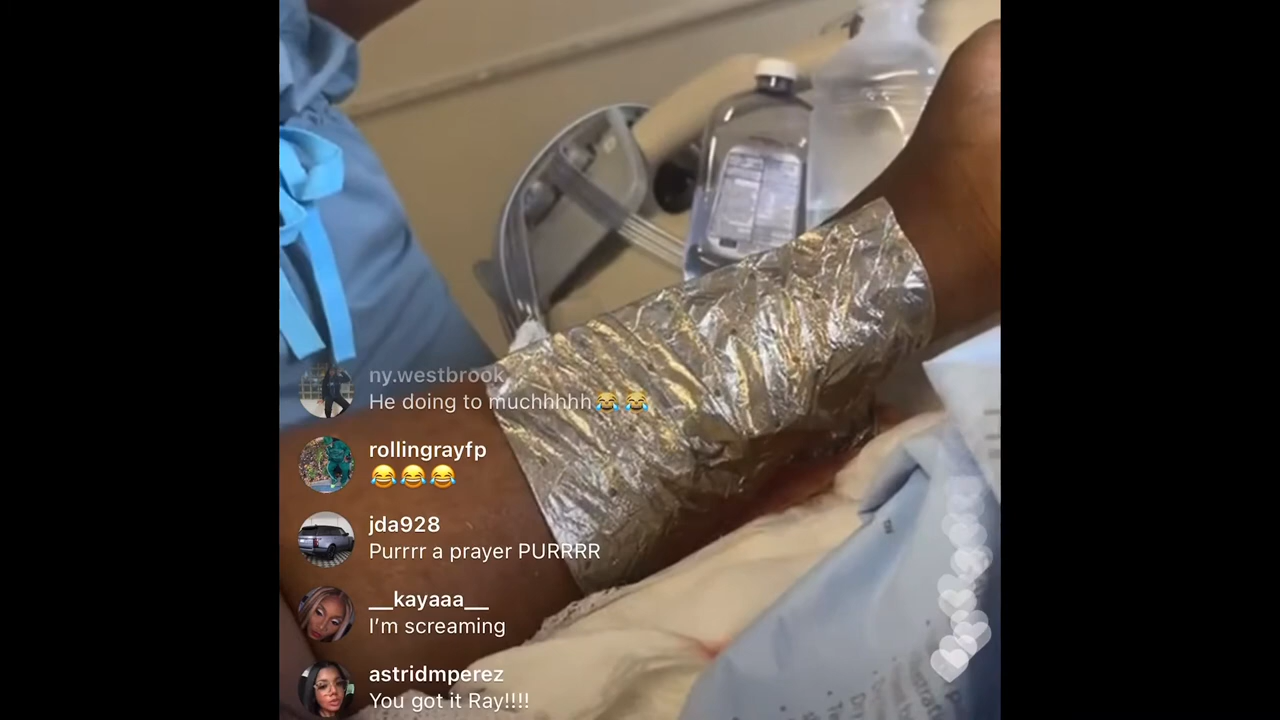 ny.westbrook
He doing to muchhhhh😂😂
rollingrayfp
😂😂😂
jda928
Purrrr a prayer PURRRR
__kayaaa__
I’m screaming
astridmperez
You got it Ray!!!!